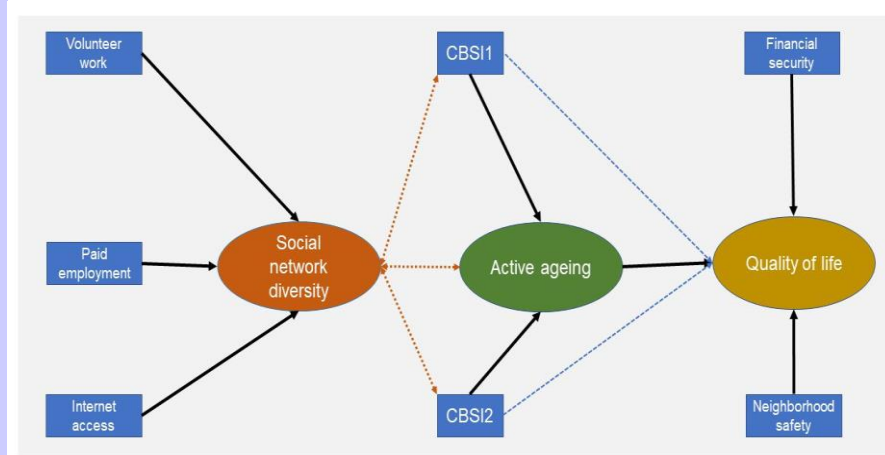 Volunteer
work
CBSI1
Financial
security
Paid
employment
Social
network
diversity
Active ageing
Quality of life
Internet
access
CBSI2
Neighborhood
safety